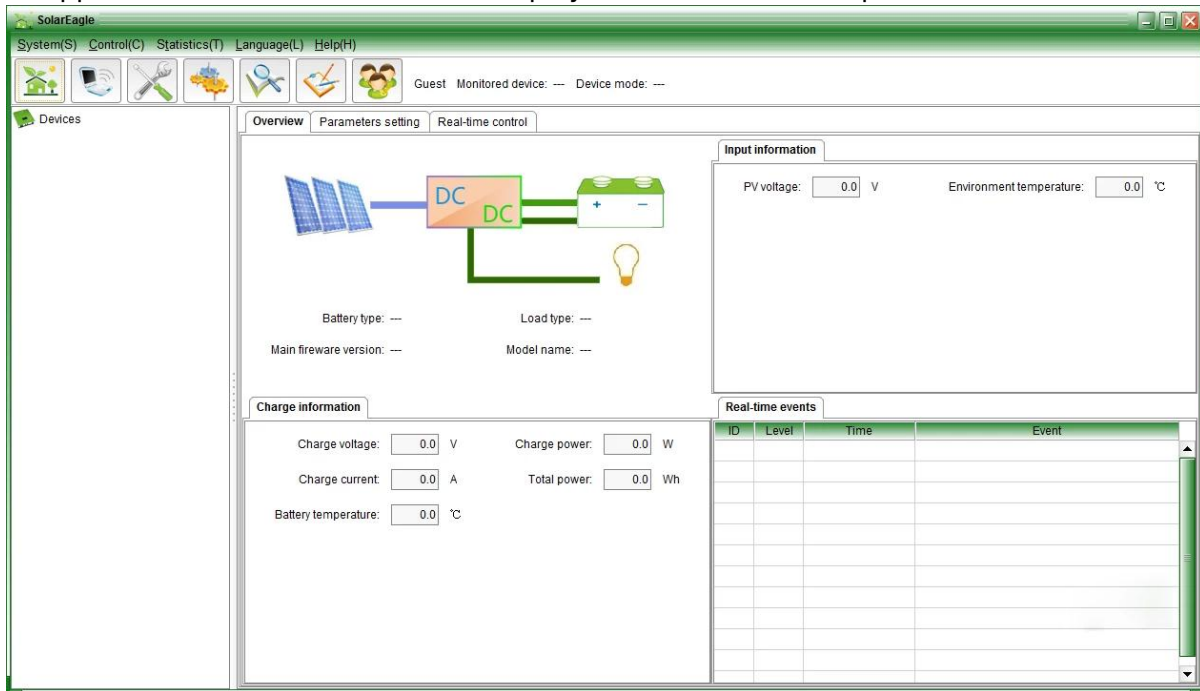 SolarEagle
System(S) Control(C) Statistics(T) Language(L) Help(H)
Guest Monitored device: --- Device mode: ---
Devices
Overview Parameters setting Real-time control
DC
DC
+ −
Battery type: --- Load type: ---
Main fireware version: --- Model name: ---
Input information
PV voltage: 0.0 V Environment temperature: 0.0 ℃
Charge information
Charge voltage: 0.0 V Charge power: 0.0 W
Charge current: 0.0 A Total power: 0.0 Wh
Battery temperature: 0.0 ℃
Real-time events
ID Level Time Event